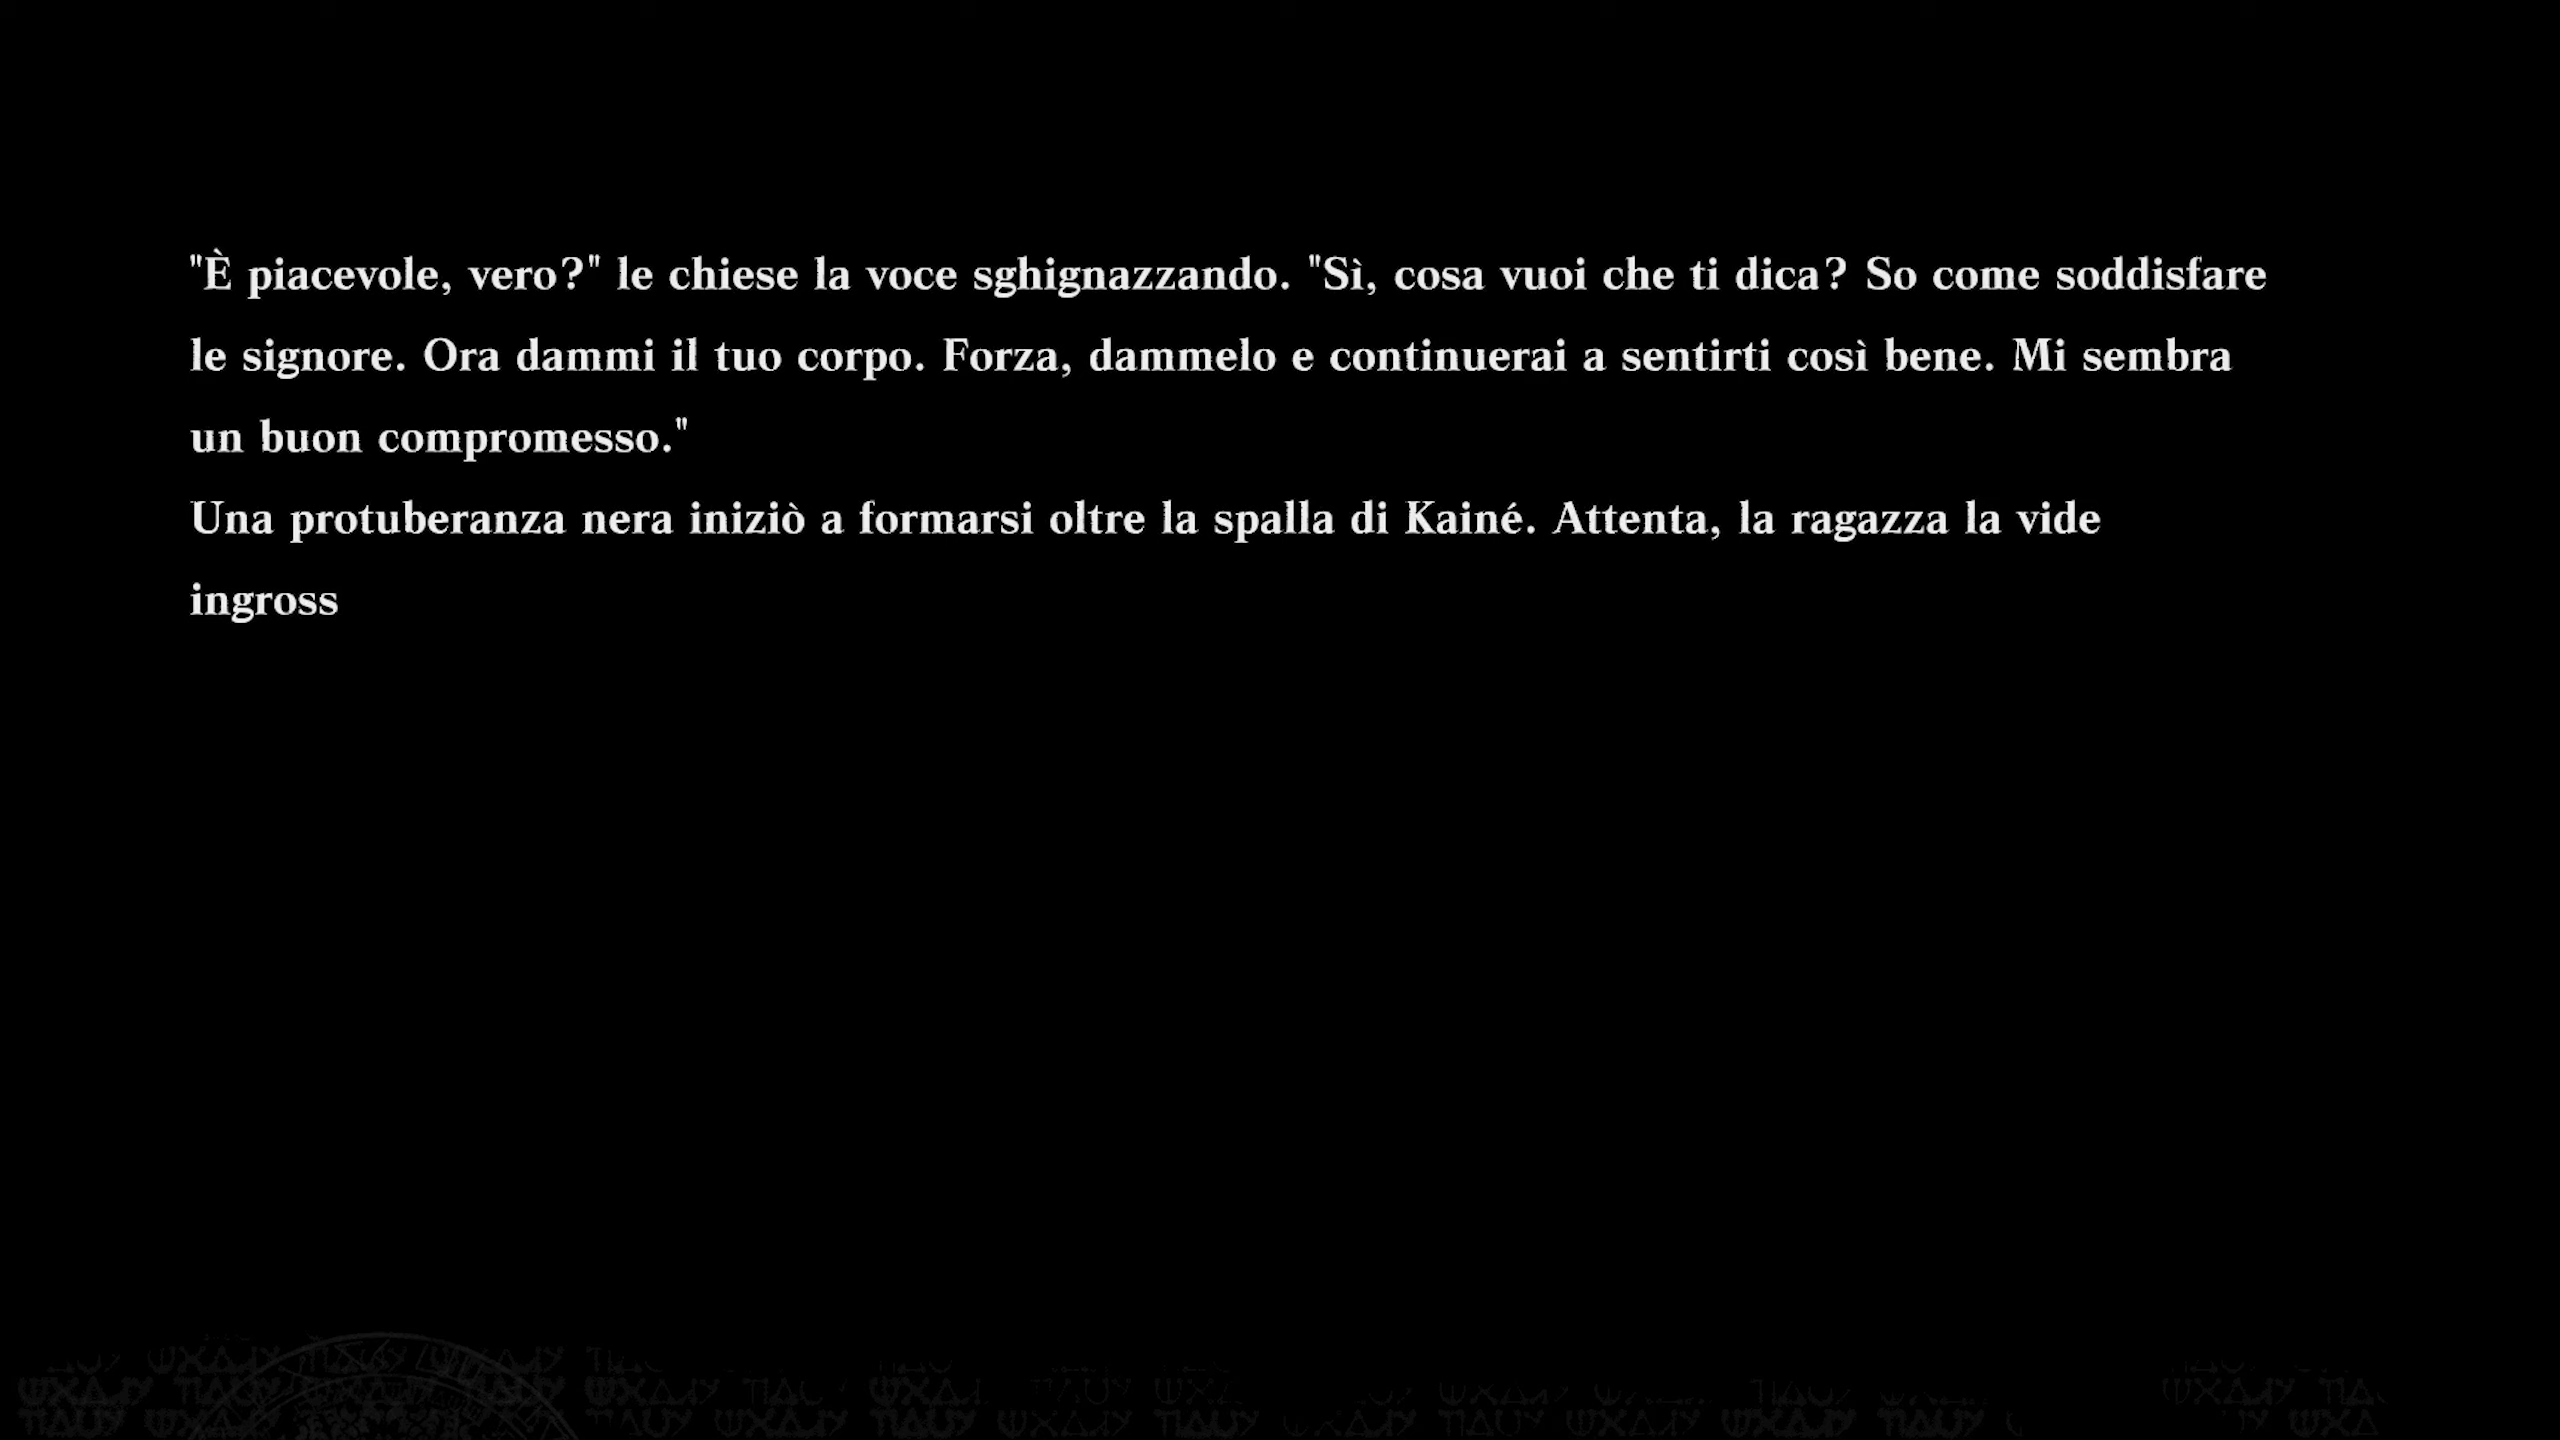 "È piacevole, vero?" le chiese la voce sghignazzando. "Sì, cosa vuoi che ti dica? So come soddisfare
le signore. Ora dammi il tuo corpo. Forza, dammelo e continuerai a sentirti così bene. Mi sembra
un buon compromesso."
Una protuberanza nera iniziò a formarsi oltre la spalla di Kainé. Attenta, la ragazza la vide
ingross